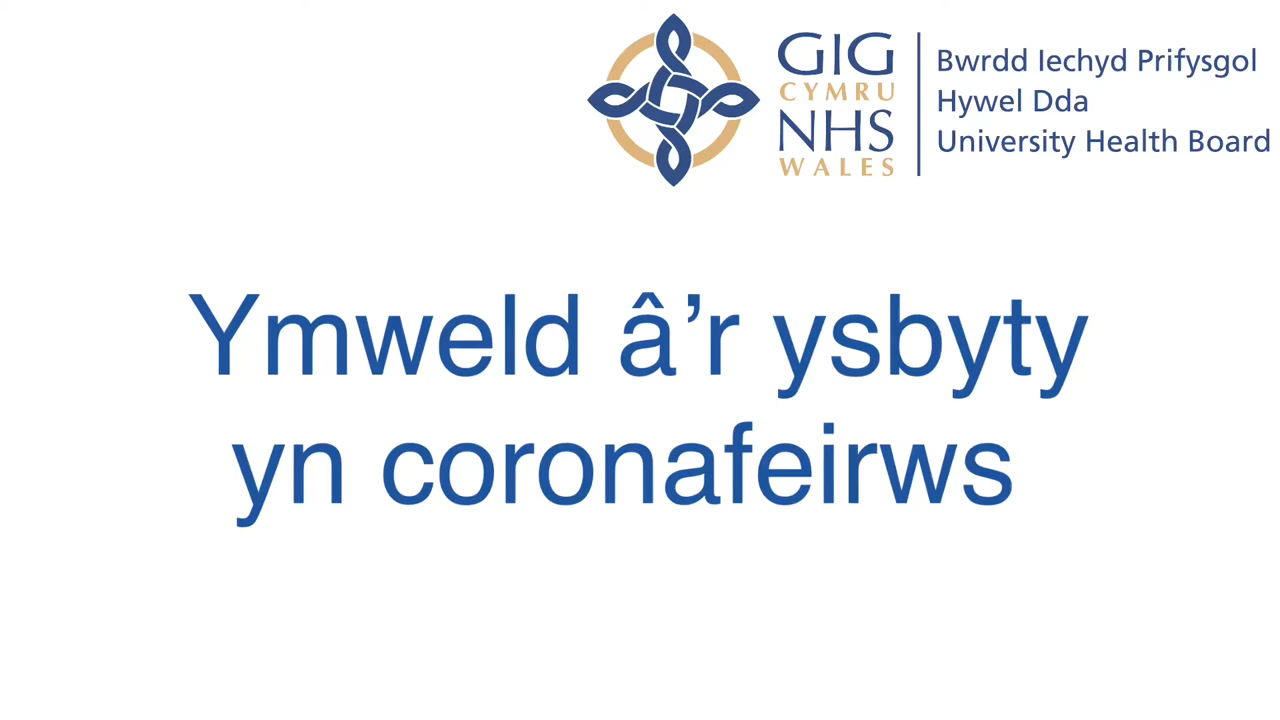 GIG
CYMRU
NHS
WALES
Bwrdd Iechyd Prifysgol
Hywel Dda
University Health Board
Ymweld â’r ysbyty
yn coronafeirws